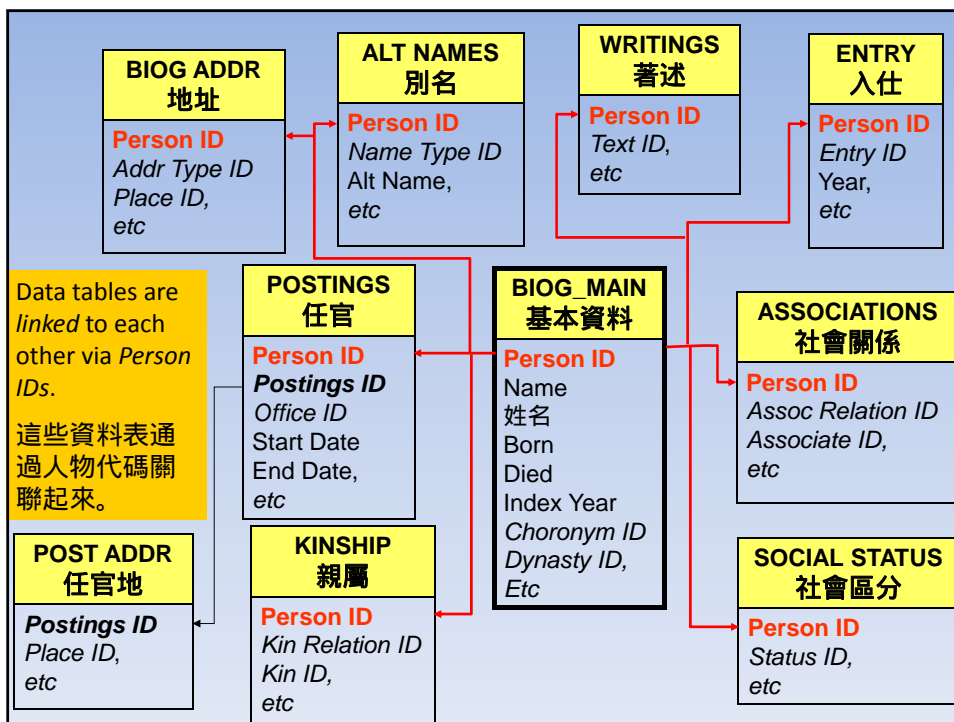 BIOG ADDR
地址
Person ID
Addr Type ID
Place ID,
etc
ALT NAMES
別名
Person ID
Name Type ID
Alt Name,
etc
WRITINGS
著述
Person ID
Text ID,
etc
ENTRY
入仕
Person ID
Entry ID
Year,
etc
Data tables are
linked to each
other via Person
IDs.
這些資料表通
過人物代碼關
聯起來。
POSTINGS
任官
Person ID
Postings ID
Office ID
Start Date
End Date,
etc
BIOG_MAIN
基本資料
Person ID
Name
姓名
Born
Died
Index Year
Choronym ID
Dynasty ID,
Etc
ASSOCIATIONS
社會關係
Person ID
Assoc Relation ID
Associate ID,
etc
POST ADDR
任官地
Postings ID
Place ID,
etc
KINSHIP
親屬
Person ID
Kin Relation ID
Kin ID,
etc
SOCIAL STATUS
社會區分
Person ID
Status ID,
etc